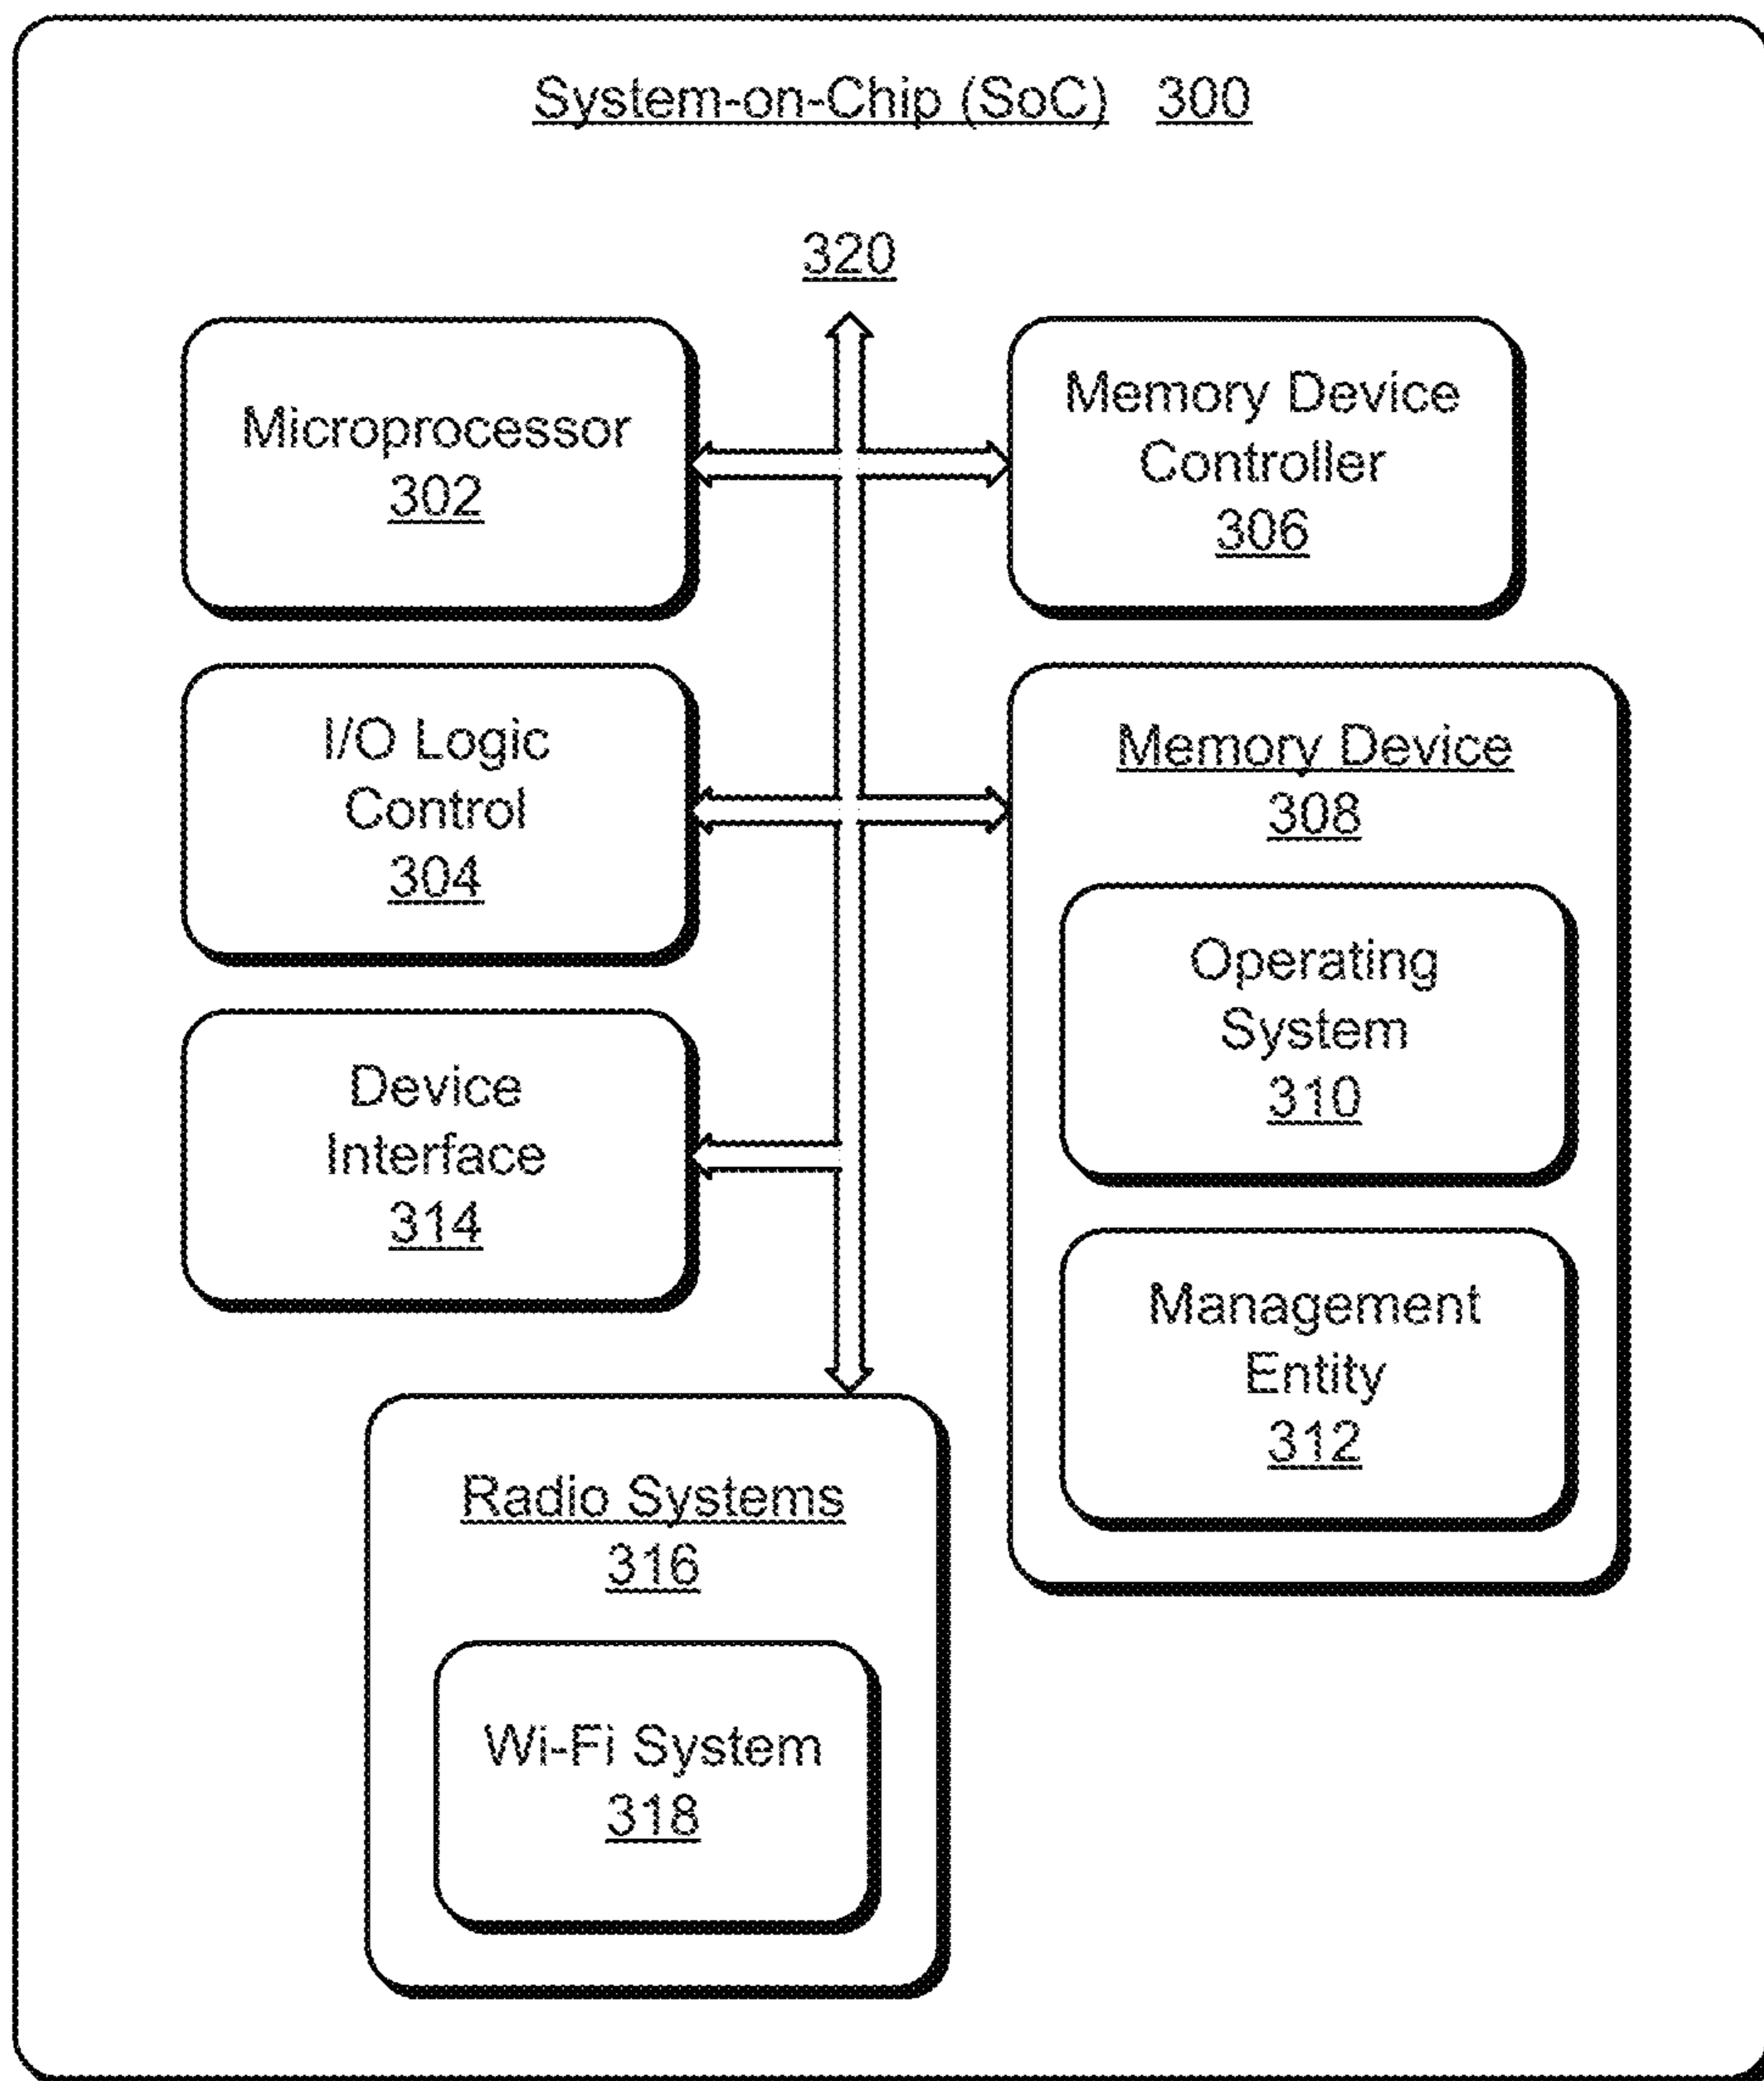 System-on-Chip (SoC) 300
320
Microprocessor
302
Memory Device
Controller
306
I/O Logic
Control
304
Memory Device
308
Operating
System
310
Device
Interface
314
Management
Entity
312
Radio Systems
316
Wi-Fi System
318